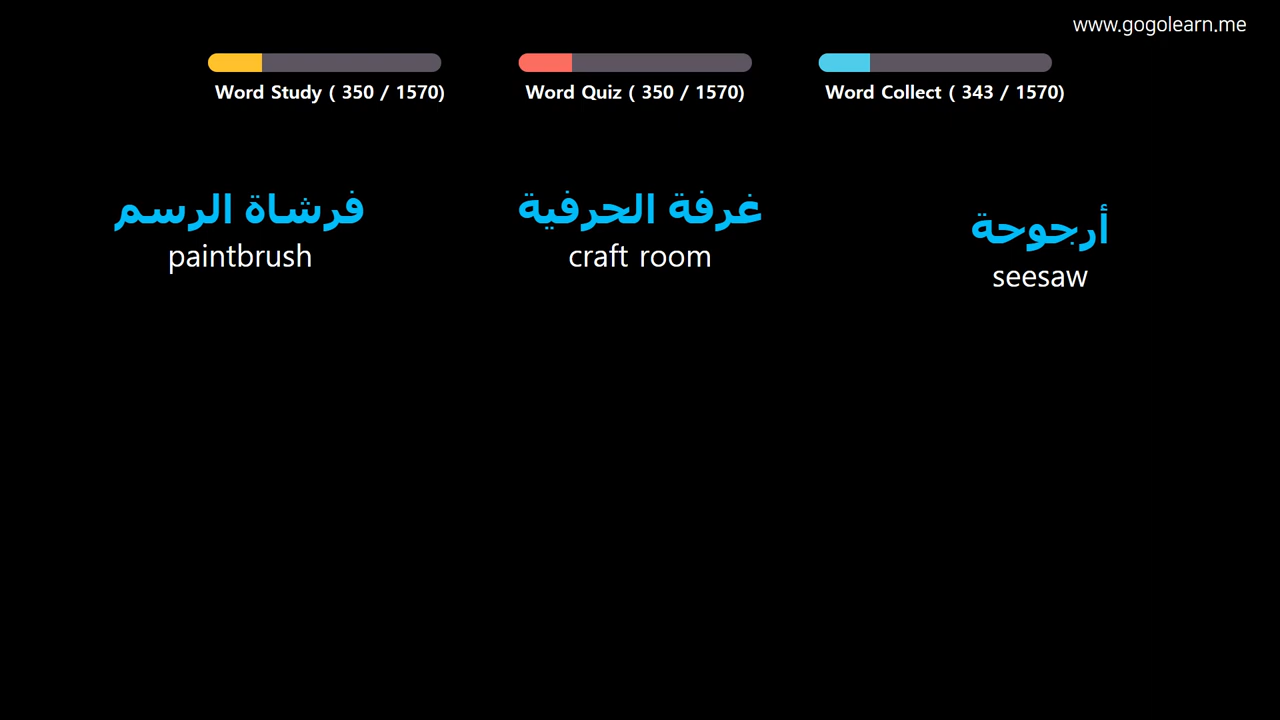 www.gogolearn.me
Word Study ( 350 / 1570)
Word Quiz ( 350 / 1570)
Word Collect ( 343 / 1570)
فرشاة الرسم
paintbrush
غرفة الحرفية
craft room
أرجوحة
seesaw